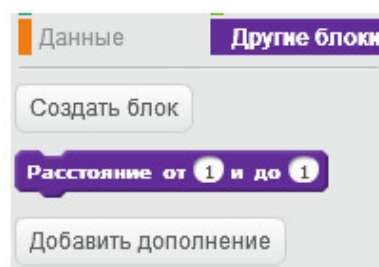 Данные Другие блоки
Создать блок
Расстояние от 1 и до 1
Добавить дополнение